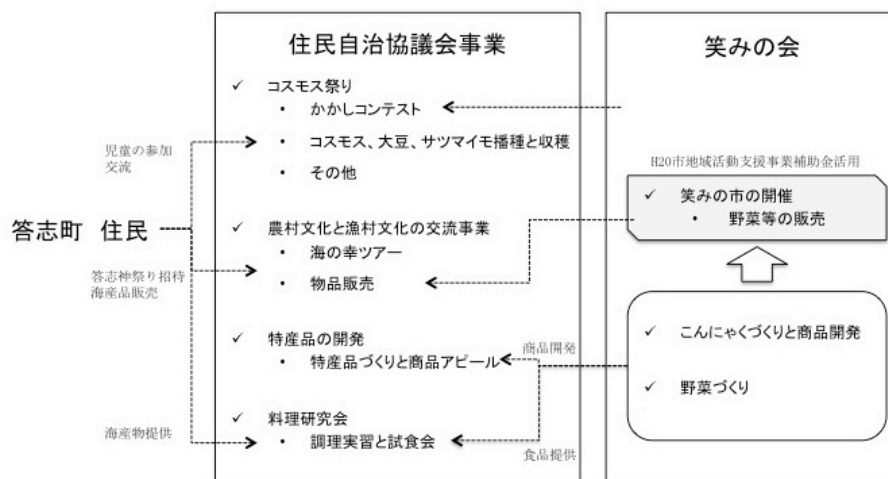 住民自治協議会事業
✓ コスモス祭り
• かかしコンテスト
• コスモス、大豆、サツマイモ播種と収穫
• その他
✓ 農村文化と漁村文化の交流事業
• 海の幸ツアー
• 物品販売
✓ 特産品の開発
• 特産品づくりと商品アピール
✓ 料理研究会
• 調理実習と試食会
答志町 住民
児童の参加
交流
答志神祭り招待
海産品販売
海産物提供
商品開発
食品提供
笑みの会
H20市地域活動支援事業補助金活用
✓ 笑みの市の開催
• 野菜等の販売
✓ こんにゃくづくりと商品開発
✓ 野菜づくり